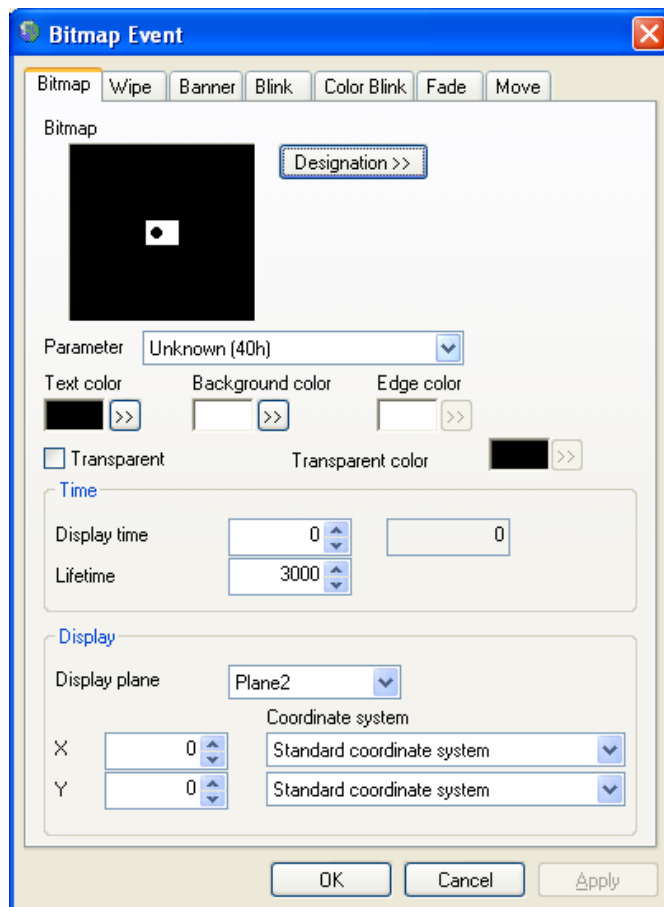 Bitmap Event
Bitmap Wipe Banner Blink Color Blink Fade Move
Bitmap
Designation >>
Parameter Unknown (40h)
Text color Background color Edge color
>> >> >>
Transparent Transparent color >>
Time
Display time 0 0
Lifetime 3000
Display
Display plane Plane2
Coordinate system
X 0 Standard coordinate system
Y 0 Standard coordinate system
OK Cancel Apply